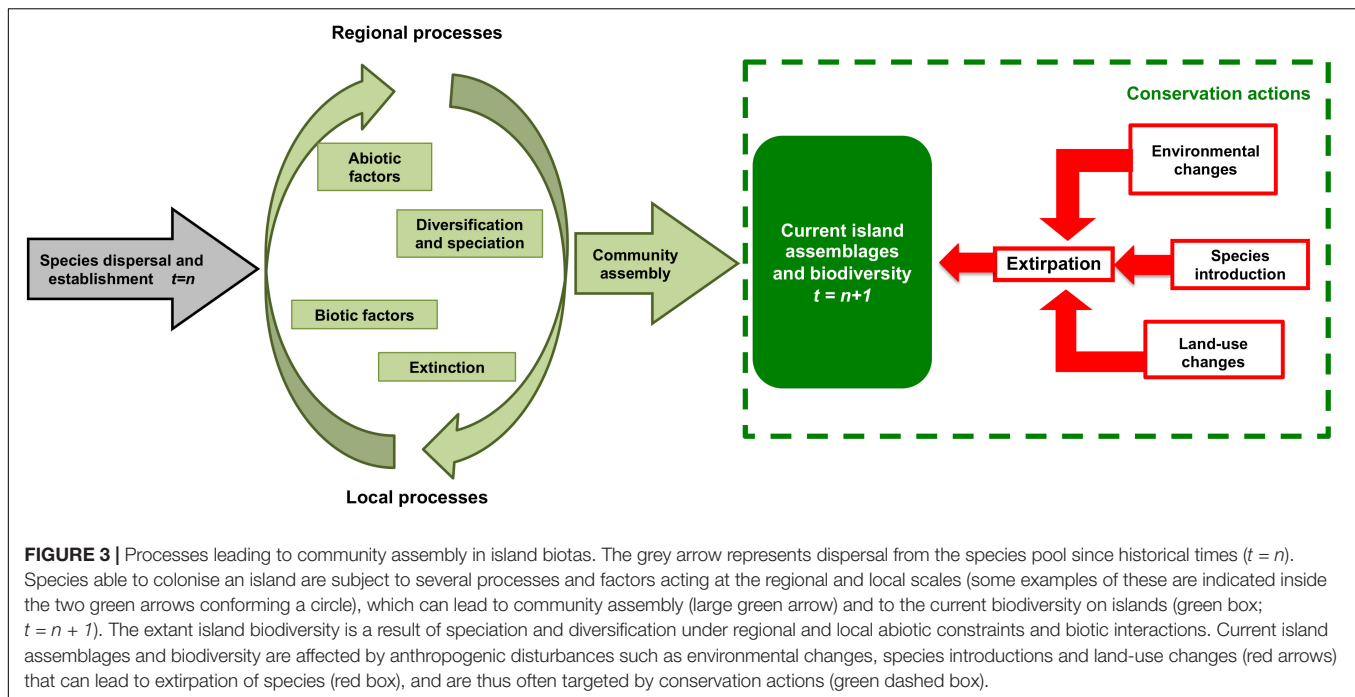 Regional processes
Conservation actions
Abiotic
factors
Environmental
changes
Diversification
and speciation
Species dispersal and
establishment t=n
Community
assembly
Current island
assemblages
and biodiversity
t = n+1
Extirpation
Species
introduction
Biotic factors
Extinction
Land-use
changes
Local processes
FIGURE 3 | Processes leading to community assembly in island biotas. The grey arrow represents dispersal from the species pool since historical times (t = n).
Species able to colonise an island are subject to several processes and factors acting at the regional and local scales (some examples of these are indicated inside
the two green arrows conforming a circle), which can lead to community assembly (large green arrow) and to the current biodiversity on islands (green box;
t = n + 1). The extant island biodiversity is a result of speciation and diversification under regional and local abiotic constraints and biotic interactions. Current island
assemblages and biodiversity are affected by anthropogenic disturbances such as environmental changes, species introductions and land-use changes (red arrows)
that can lead to extirpation of species (red box), and are thus often targeted by conservation actions (green dashed box).